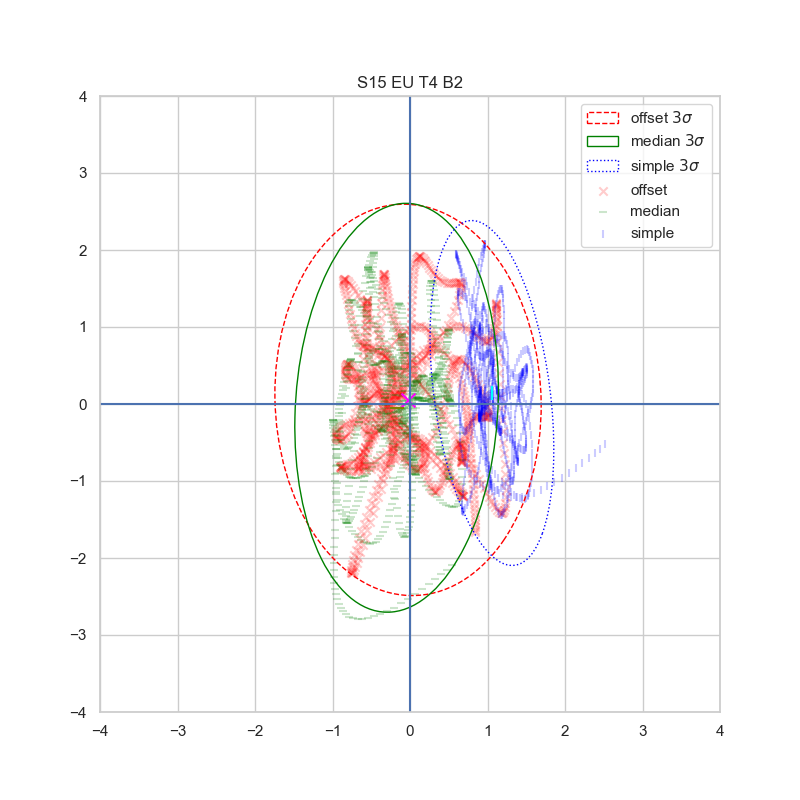 S15 EU T4 B2
offset 3σ
median 3σ
simple 3σ
offset
median
simple
4
3
2
1
0
−1
−2
−3
−4
−4 −3 −2 −1 0 1 2 3 4